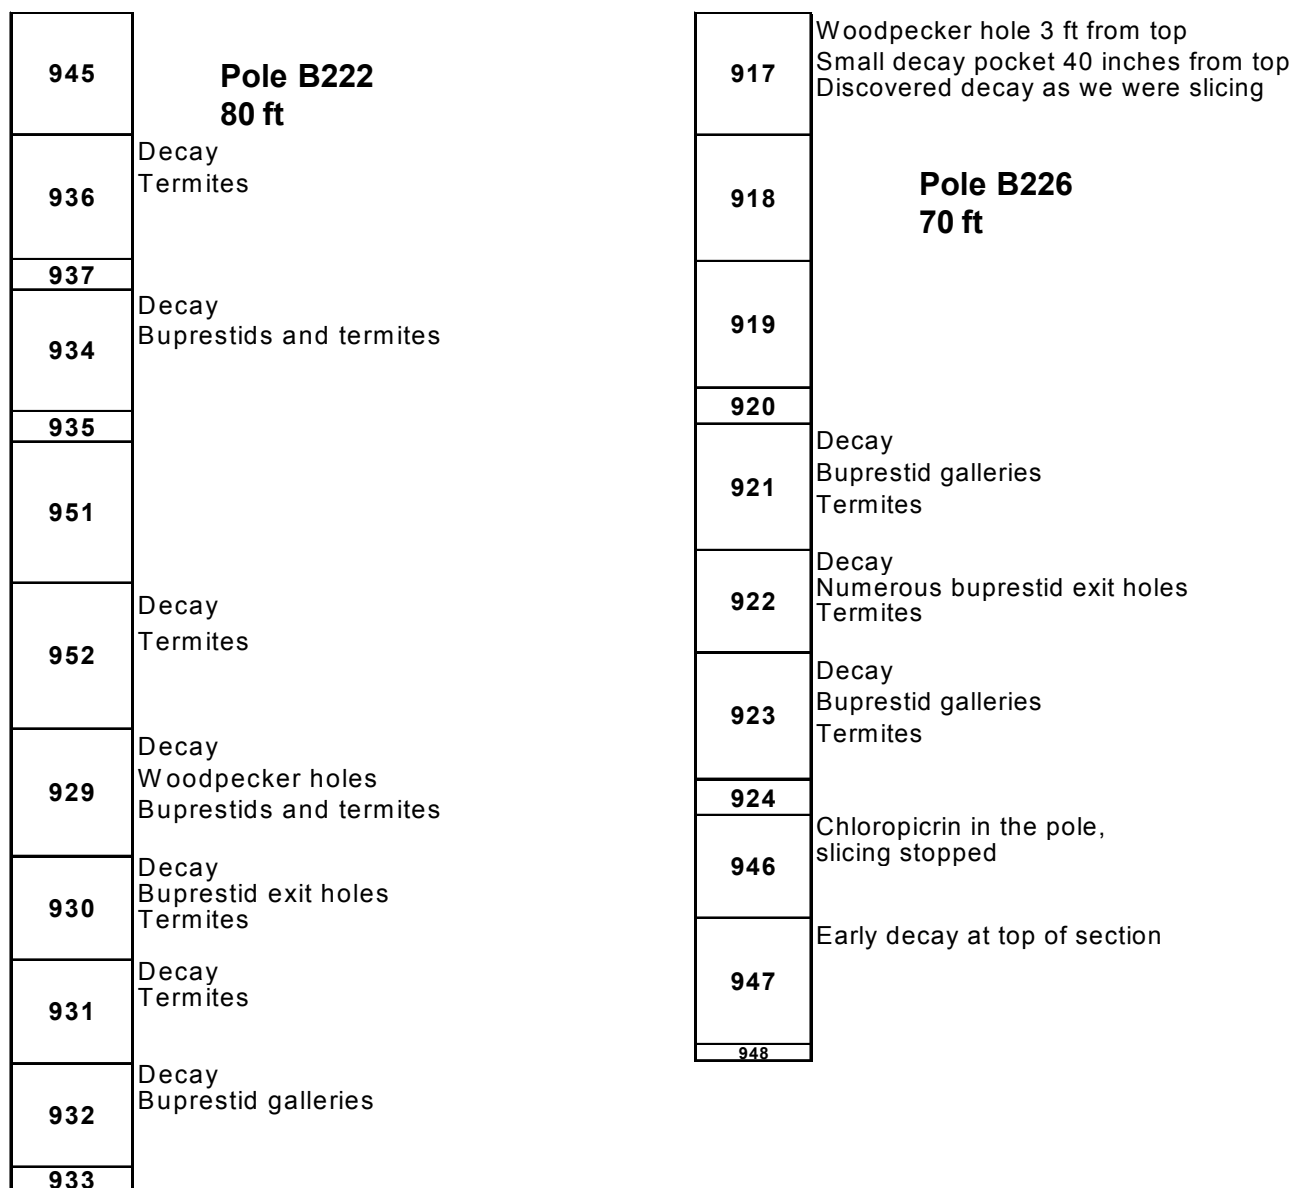 945
Pole B222
80 ft
936
Decay
Termites
937
934
Decay
Buprestids and termites
935
951
952
Decay
Termites
929
Decay
Woodpecker holes
Buprestids and termites
930
Decay
Buprestid exit holes
Termites
931
Decay
Termites
932
Decay
Buprestid galleries
933
917
Woodpecker hole 3 ft from top
Small decay pocket 40 inches from top
Discovered decay as we were slicing
918
Pole B226
70 ft
919
920
921
Decay
Buprestid galleries
Termites
922
Decay
Numerous buprestid exit holes
Termites
923
Decay
Buprestid galleries
Termites
924
946
Chloropicrin in the pole,
slicing stopped
947
Early decay at top of section
948